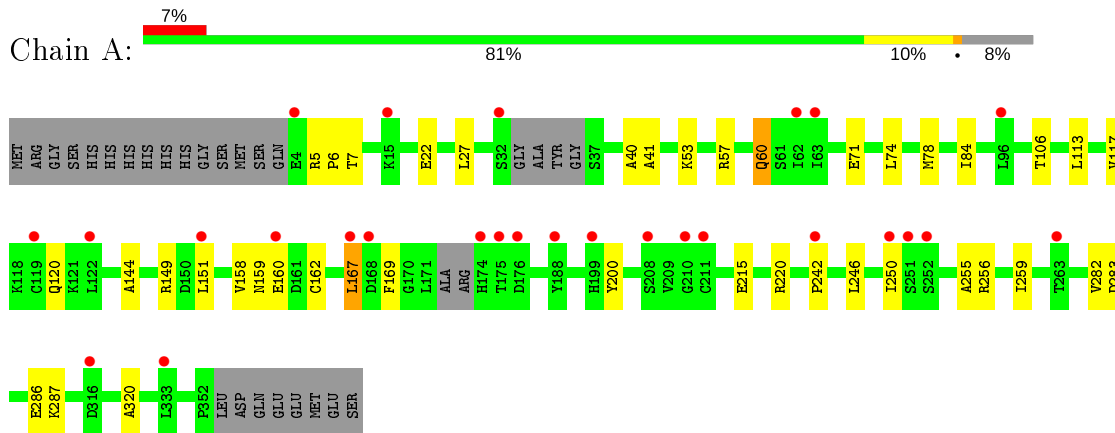 7%
Chain A:
81% 10% • 8%
MET ARG GLY SER HIS HIS HIS HIS HIS HIS GLY SER MET SER GLN E4 R5 P6 T7 K15 E22 L27 S32 GLY ALA TYR GLY S37 A40 A41 K53 R57 Q60 S61 I62 I63 E71 L74 M78 I84 L96 T106 L113
K118 C119 Q120 K121 L122 A144 R149 D150 L151 V158 N159 E160 D161 C162 L167 D168 F169 G170 L171 ALA ARG H174 T175 D176 Y188 H199 Y200 S208 V209 G210 C211 E215 R220 P242 L246 I250 S251 S252 A255 R256 I259 T263 V282
E286 K287 D316 A320 L333 P352 LEU ASP GLN GLU GLU MET GLU SER